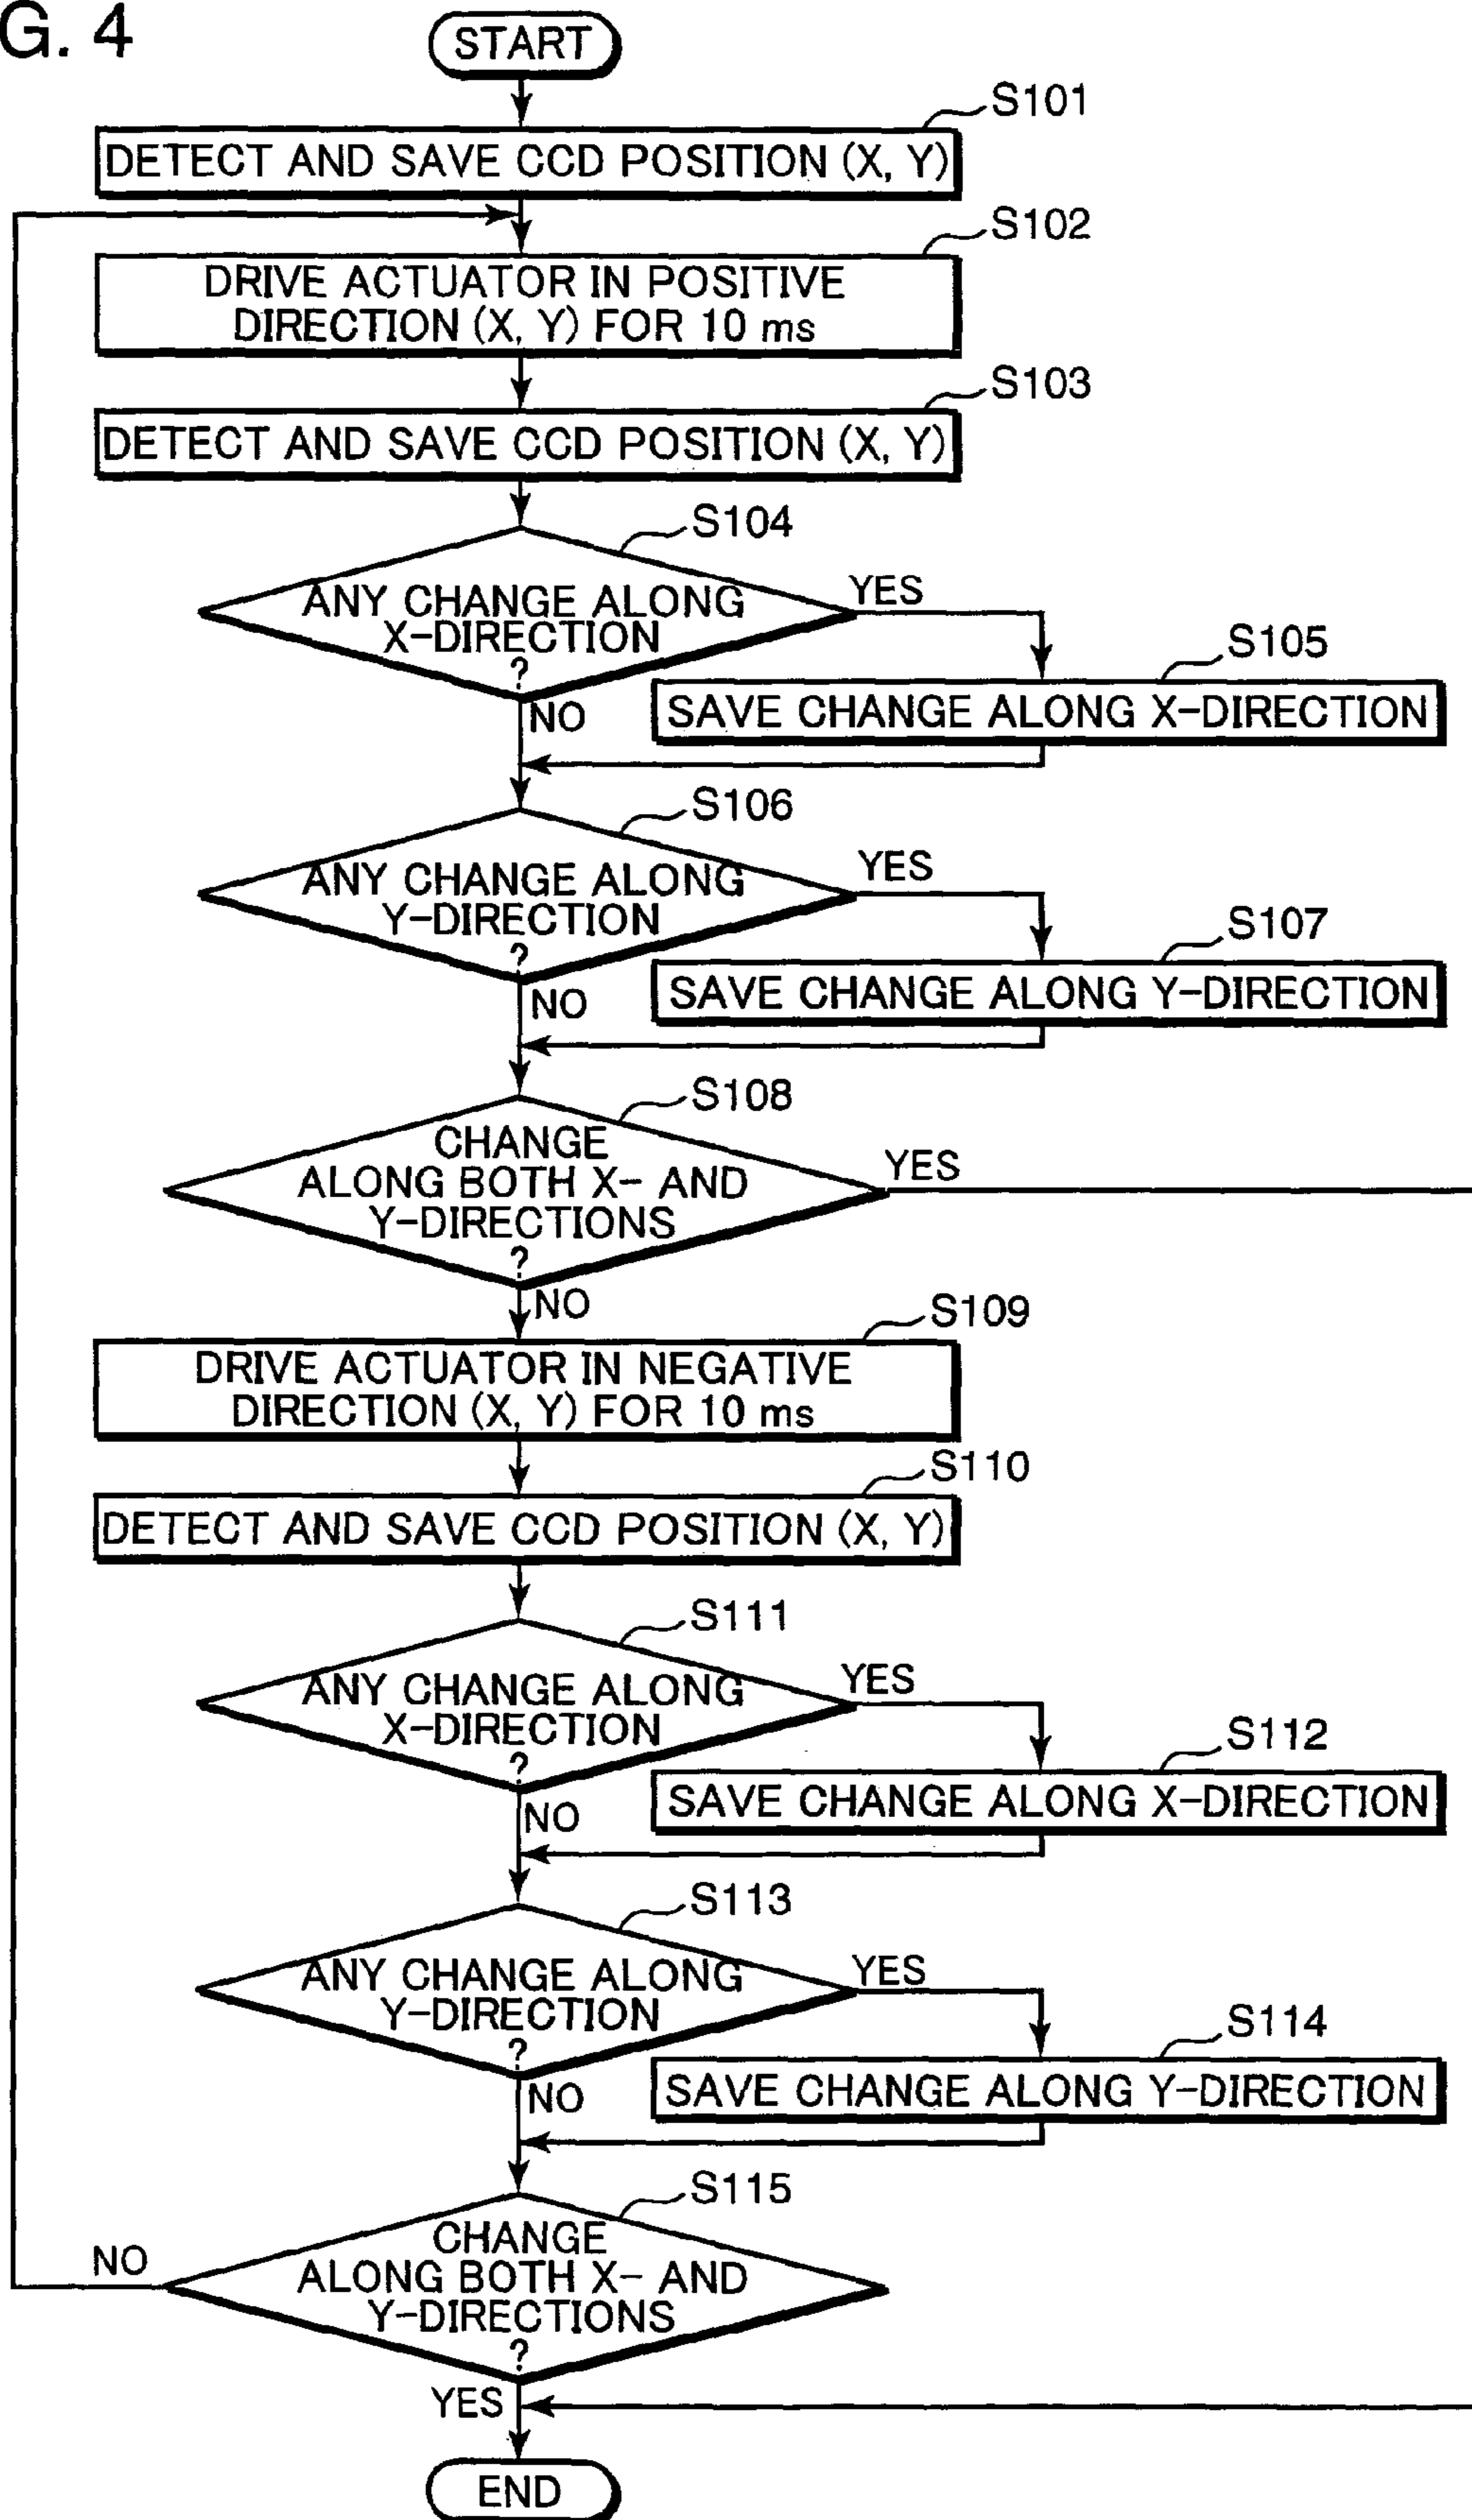 G. 4
START
S101
DETECT AND SAVE CCD POSITION (X, Y)
S102
DRIVE ACTUATOR IN POSITIVE
DIRECTION (X, Y) FOR 10 ms
S103
DETECT AND SAVE CCD POSITION (X, Y)
S104
ANY CHANGE ALONG
X-DIRECTION
?
YES
NO
S105
SAVE CHANGE ALONG X-DIRECTION
S106
ANY CHANGE ALONG
Y-DIRECTION
?
YES
NO
S107
SAVE CHANGE ALONG Y-DIRECTION
S108
CHANGE
ALONG BOTH X- AND
Y-DIRECTIONS
?
YES
NO
S109
DRIVE ACTUATOR IN NEGATIVE
DIRECTION (X, Y) FOR 10 ms
S110
DETECT AND SAVE CCD POSITION (X, Y)
S111
ANY CHANGE ALONG
X-DIRECTION
?
YES
NO
S112
SAVE CHANGE ALONG X-DIRECTION
S113
ANY CHANGE ALONG
Y-DIRECTION
?
YES
NO
S114
SAVE CHANGE ALONG Y-DIRECTION
S115
CHANGE
ALONG BOTH X- AND
Y-DIRECTIONS
?
NO
YES
END